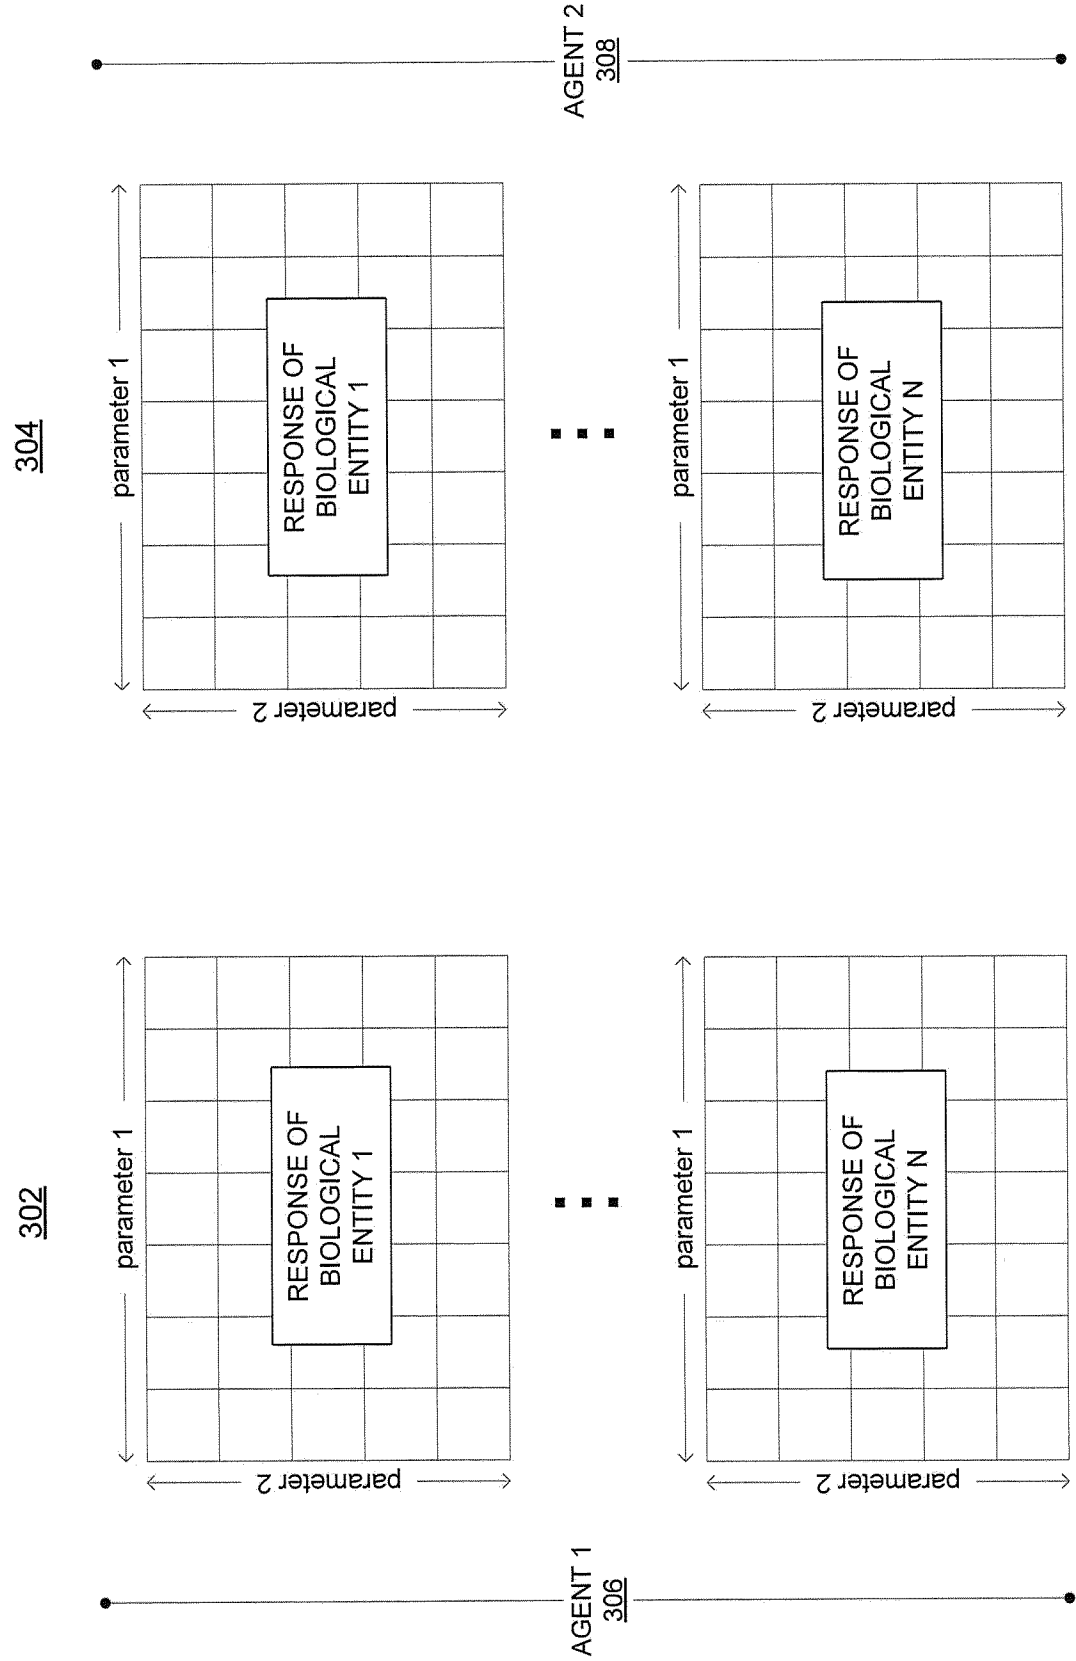 302
304
parameter 1
parameter 2
RESPONSE OF
BIOLOGICAL
ENTITY 1
parameter 1
parameter 2
RESPONSE OF
BIOLOGICAL
ENTITY 1
AGENT 1
306
AGENT 2
308
parameter 1
parameter 2
RESPONSE OF
BIOLOGICAL
ENTITY N
parameter 1
parameter 2
RESPONSE OF
BIOLOGICAL
ENTITY N